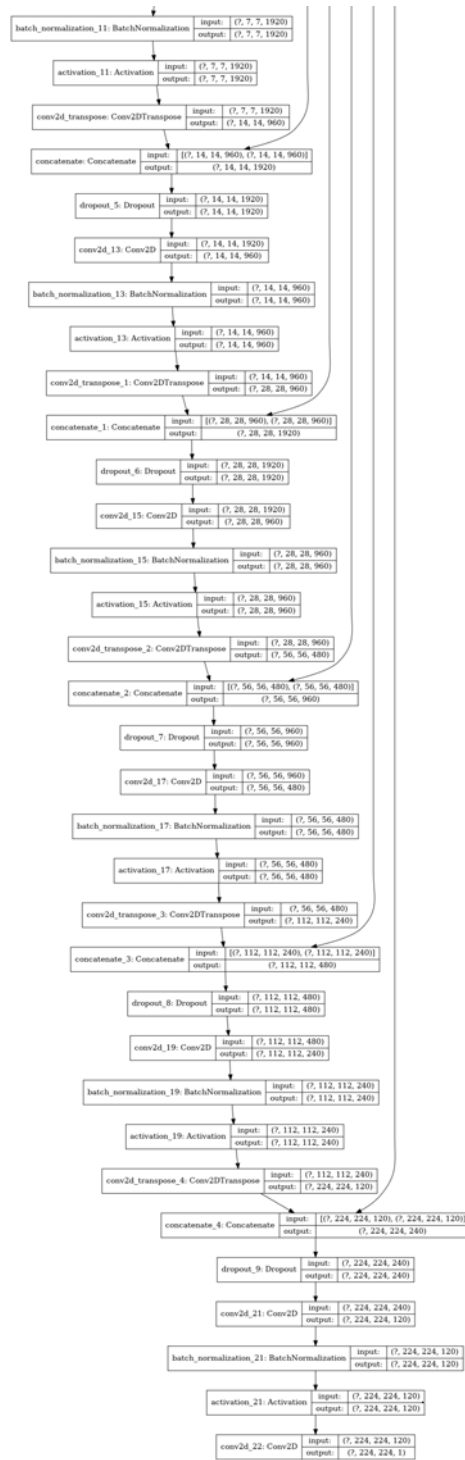 batch_normalization_11: BatchNormalization
input: (?, 7, 7, 1920)
output: (?, 7, 7, 1920)
activation_11: Activation
input: (?, 7, 7, 1920)
output: (?, 7, 7, 1920)
conv2d_transpose: Conv2DTranspose
input: (?, 7, 7, 1920)
output: (?, 14, 14, 960)
concatenate: Concatenate
input: [(?, 14, 14, 960), (?, 14, 14, 960)]
output: (?, 14, 14, 1920)
dropout_5: Dropout
input: (?, 14, 14, 1920)
output: (?, 14, 14, 1920)
conv2d_13: Conv2D
input: (?, 14, 14, 1920)
output: (?, 14, 14, 960)
batch_normalization_13: BatchNormalization
input: (?, 14, 14, 960)
output: (?, 14, 14, 960)
activation_13: Activation
input: (?, 14, 14, 960)
output: (?, 14, 14, 960)
conv2d_transpose_1: Conv2DTranspose
input: (?, 14, 14, 960)
output: (?, 28, 28, 960)
concatenate_1: Concatenate
input: [(?, 28, 28, 960), (?, 28, 28, 960)]
output: (?, 28, 28, 1920)
dropout_6: Dropout
input: (?, 28, 28, 1920)
output: (?, 28, 28, 1920)
conv2d_15: Conv2D
input: (?, 28, 28, 1920)
output: (?, 28, 28, 960)
batch_normalization_15: BatchNormalization
input: (?, 28, 28, 960)
output: (?, 28, 28, 960)
activation_15: Activation
input: (?, 28, 28, 960)
output: (?, 28, 28, 960)
conv2d_transpose_2: Conv2DTranspose
input: (?, 28, 28, 960)
output: (?, 56, 56, 480)
concatenate_2: Concatenate
input: [(?, 56, 56, 480), (?, 56, 56, 480)]
output: (?, 56, 56, 960)
dropout_7: Dropout
input: (?, 56, 56, 960)
output: (?, 56, 56, 960)
conv2d_17: Conv2D
input: (?, 56, 56, 960)
output: (?, 56, 56, 480)
batch_normalization_17: BatchNormalization
input: (?, 56, 56, 480)
output: (?, 56, 56, 480)
activation_17: Activation
input: (?, 56, 56, 480)
output: (?, 56, 56, 480)
conv2d_transpose_3: Conv2DTranspose
input: (?, 56, 56, 480)
output: (?, 112, 112, 240)
concatenate_3: Concatenate
input: [(?, 112, 112, 240), (?, 112, 112, 240)]
output: (?, 112, 112, 480)
dropout_8: Dropout
input: (?, 112, 112, 480)
output: (?, 112, 112, 480)
conv2d_19: Conv2D
input: (?, 112, 112, 480)
output: (?, 112, 112, 240)
batch_normalization_19: BatchNormalization
input: (?, 112, 112, 240)
output: (?, 112, 112, 240)
activation_19: Activation
input: (?, 112, 112, 240)
output: (?, 112, 112, 240)
conv2d_transpose_4: Conv2DTranspose
input: (?, 112, 112, 240)
output: (?, 224, 224, 120)
concatenate_4: Concatenate
input: [(?, 224, 224, 120), (?, 224, 224, 120)]
output: (?, 224, 224, 240)
dropout_9: Dropout
input: (?, 224, 224, 240)
output: (?, 224, 224, 240)
conv2d_21: Conv2D
input: (?, 224, 224, 240)
output: (?, 224, 224, 120)
batch_normalization_21: BatchNormalization
input: (?, 224, 224, 120)
output: (?, 224, 224, 120)
activation_21: Activation
input: (?, 224, 224, 120)
output: (?, 224, 224, 120)
conv2d_22: Conv2D
input: (?, 224, 224, 120)
output: (?, 224, 224, 1)